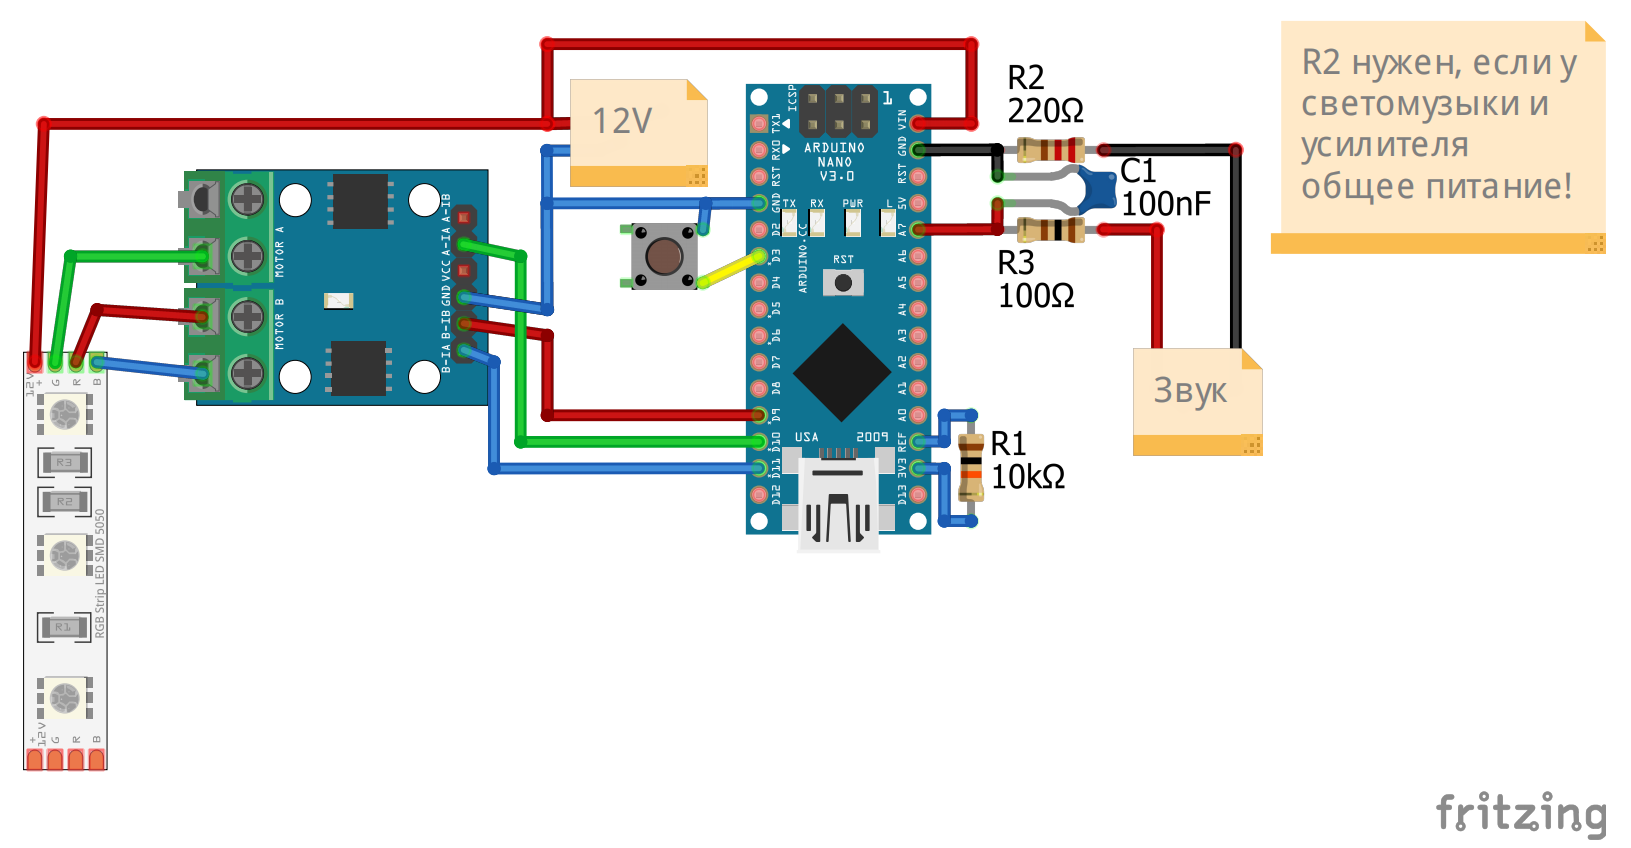 12V
R2 нужен, если у
светомузыки и
усилителя
общее питание!
R2
220Ω
C1
100nF
R3
100Ω
Звук
R1
10kΩ
MOTOR A
MOTOR B
A-IB
A-IA
VCC
GND
B-IB
B-IA
ICSP
1
ARDUINO
NANO
V3.0
TX
RX
PWR
L
ARDUINO.CC
RST
USA
2009
TX1
RX0
RST
GND
D2
D3
D4
D5
D6
D7
D8
D9
D10
D11
D12
VIN
GND
RST
5V
A7
A6
A5
A4
A3
A2
A1
A0
REF
3V3
D13
12V
+
G
R
B
R3
R2
R1
RGB Strip LED SMD 5050
+
12V
G
R
B
fritzing